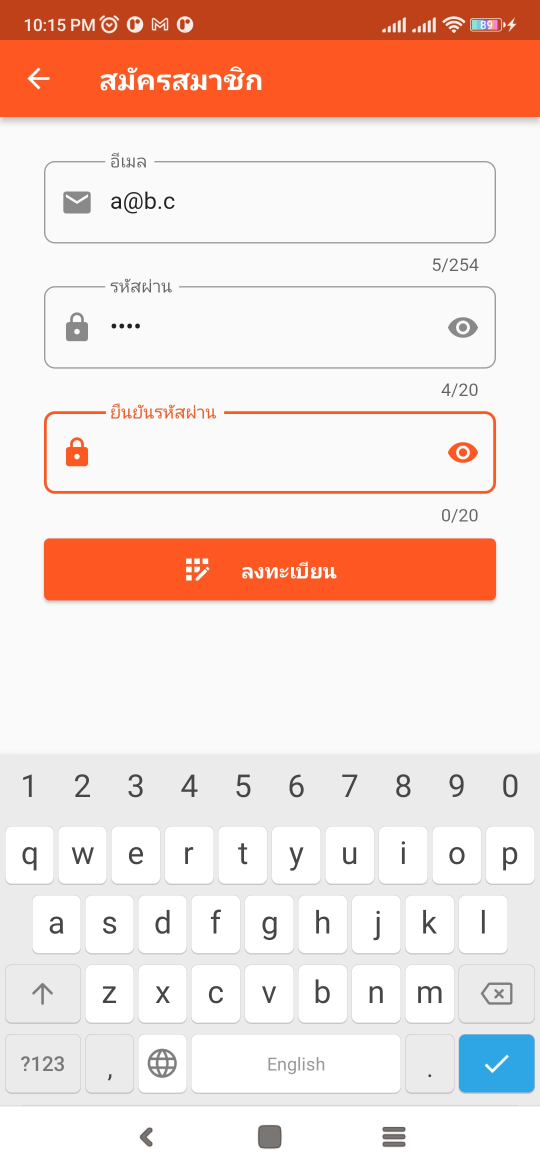 10:15 PM 89
สมัครสมาชิก
อีเมล
a@b.c
5/254
รหัสผ่าน
••••
4/20
ยืนยันรหัสผ่าน
0/20
ลงทะเบียน
1 2 3 4 5 6 7 8 9 0
q w e r t y u i o p
a s d f g h j k l
z x c v b n m
?123 , English .